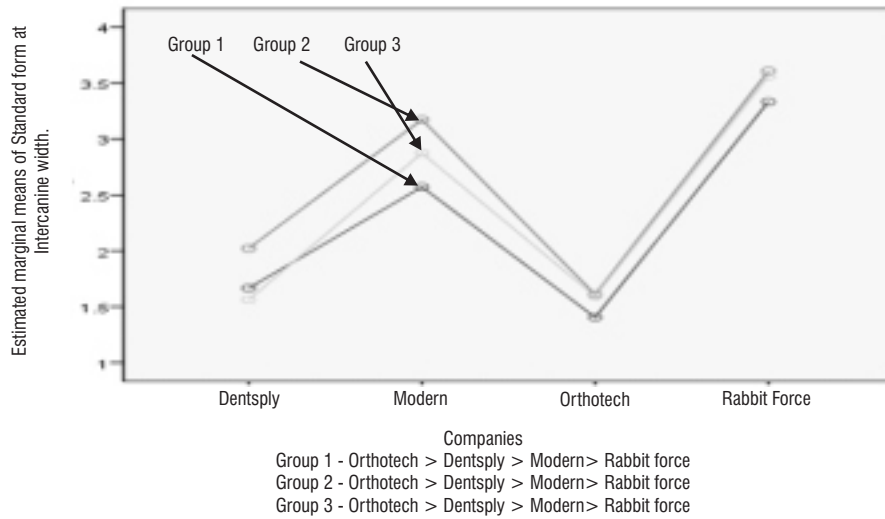 Estimated marginal means of Standard form at
Intercanine width.
4
3.5
3
2.5
2
1.5
1
Group 1
Group 2
Group 3
Dentsply
Modern
Orthotech
Rabbit Force
Companies
Group 1 - Orthotech > Dentsply > Modern> Rabbit force
Group 2 - Orthotech > Dentsply > Modern> Rabbit force
Group 3 - Orthotech > Dentsply > Modern> Rabbit force